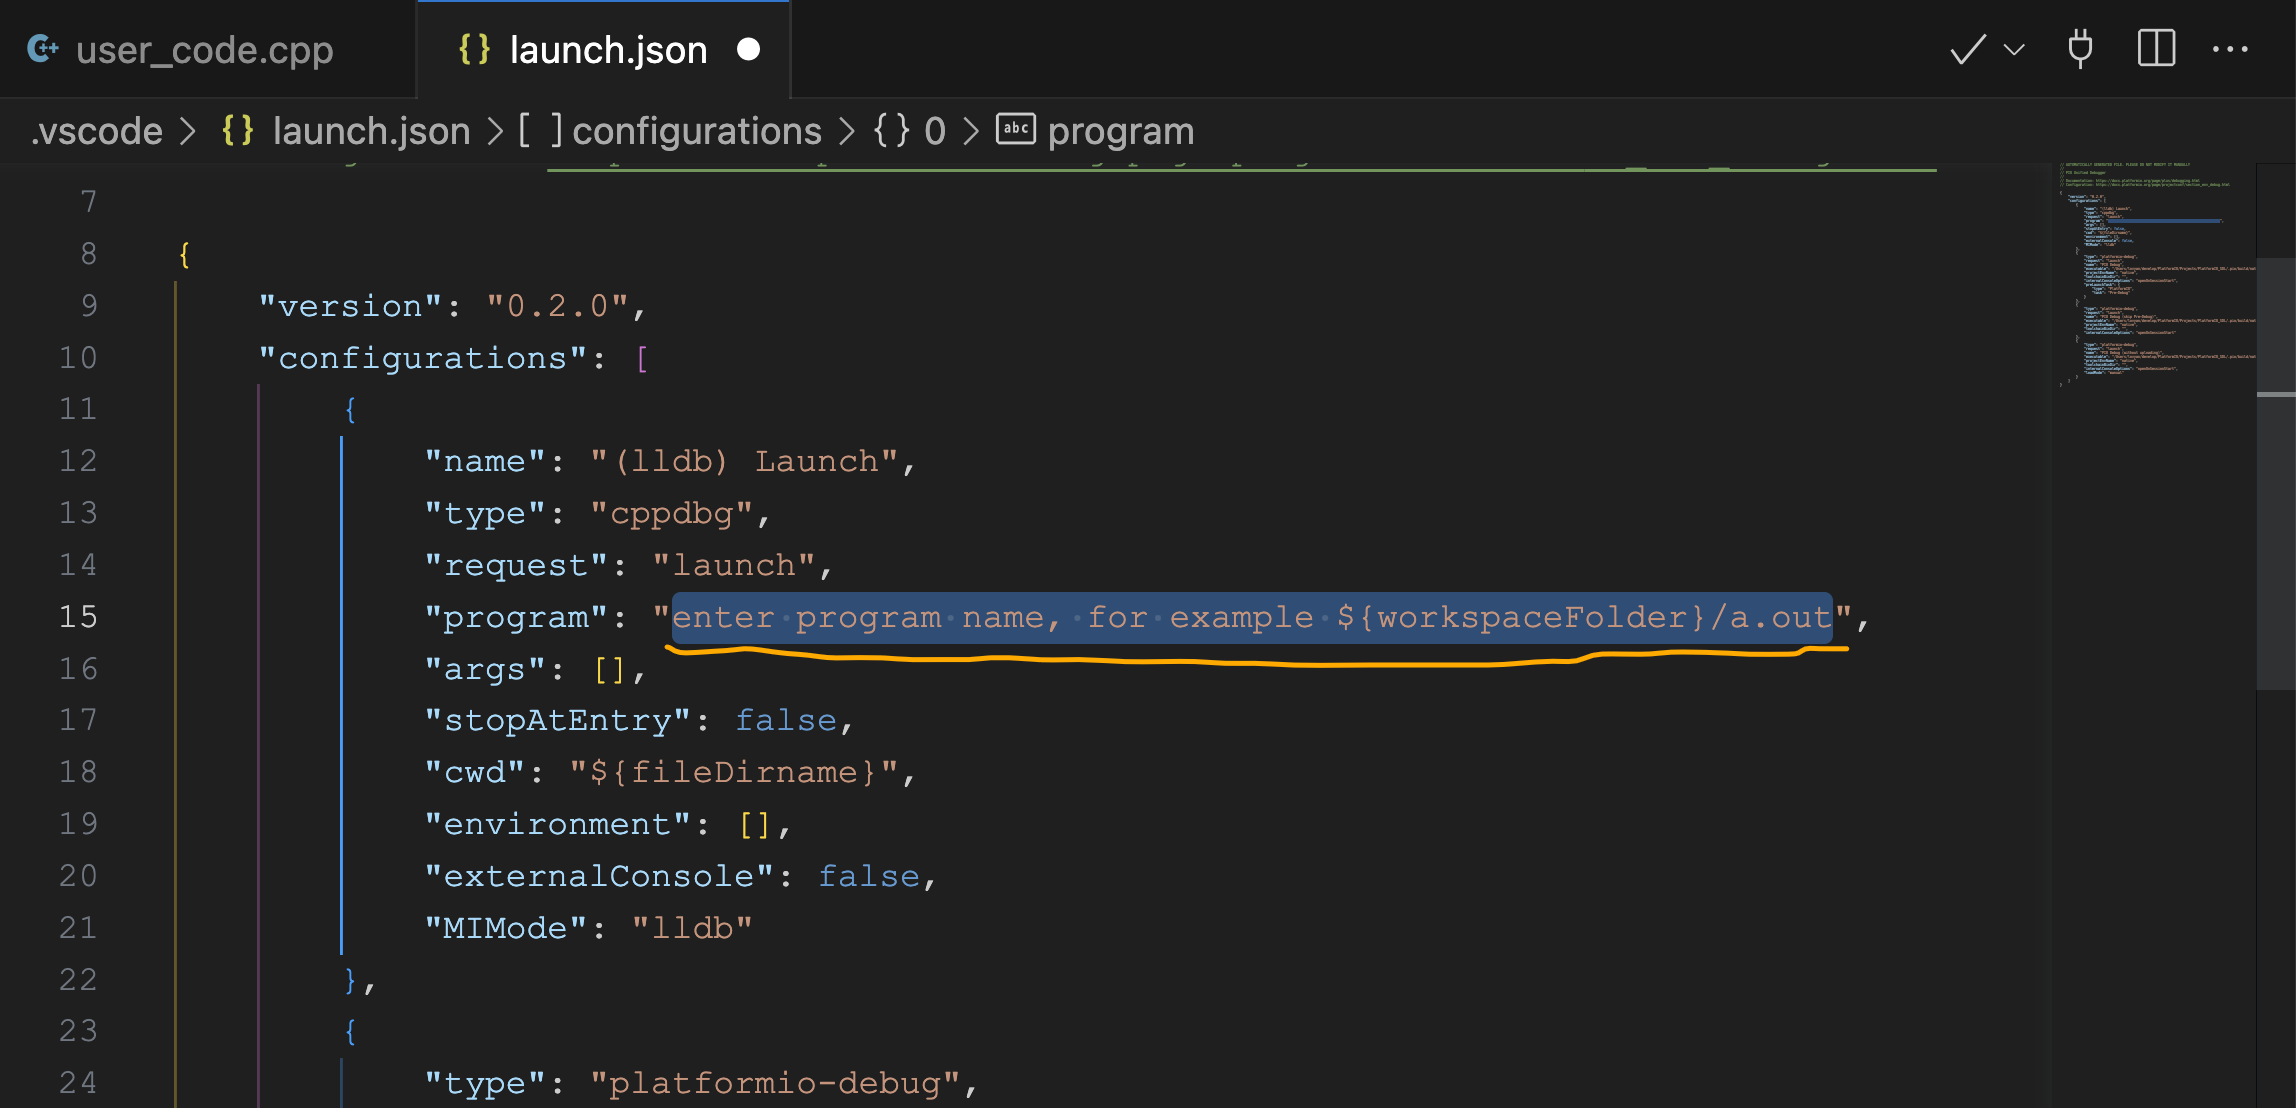 user_code.cpp
launch.json
.vscode > {} launch.json > [ ] configurations > {} 0 > abc program
7
8 {
9 "version": "0.2.0",
10 "configurations": [
11 {
12 "name": "(lldb) Launch",
13 "type": "cppdbg",
14 "request": "launch",
15 "program": "enter program name, for example ${workspaceFolder}/a.out",
16 "args": [],
17 "stopAtEntry": false,
18 "cwd": "${fileDirname}",
19 "environment": [],
20 "externalConsole": false,
21 "MIMode": "lldb"
22 },
23 {
24 "type": "platformio-debug",